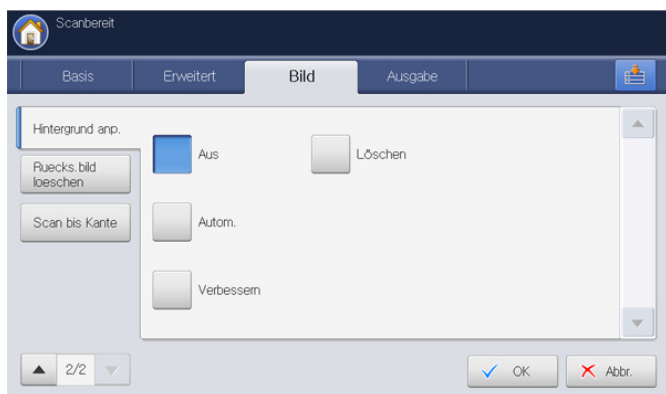 Scanbereit
Basis
Erweitert
Bild
Ausgabe
Hintergrund anp.
Aus
Löschen
Ruecks.bild
loeschen
Scan bis Kante
Autom.
Verbessern
2/2
OK
Abbr.